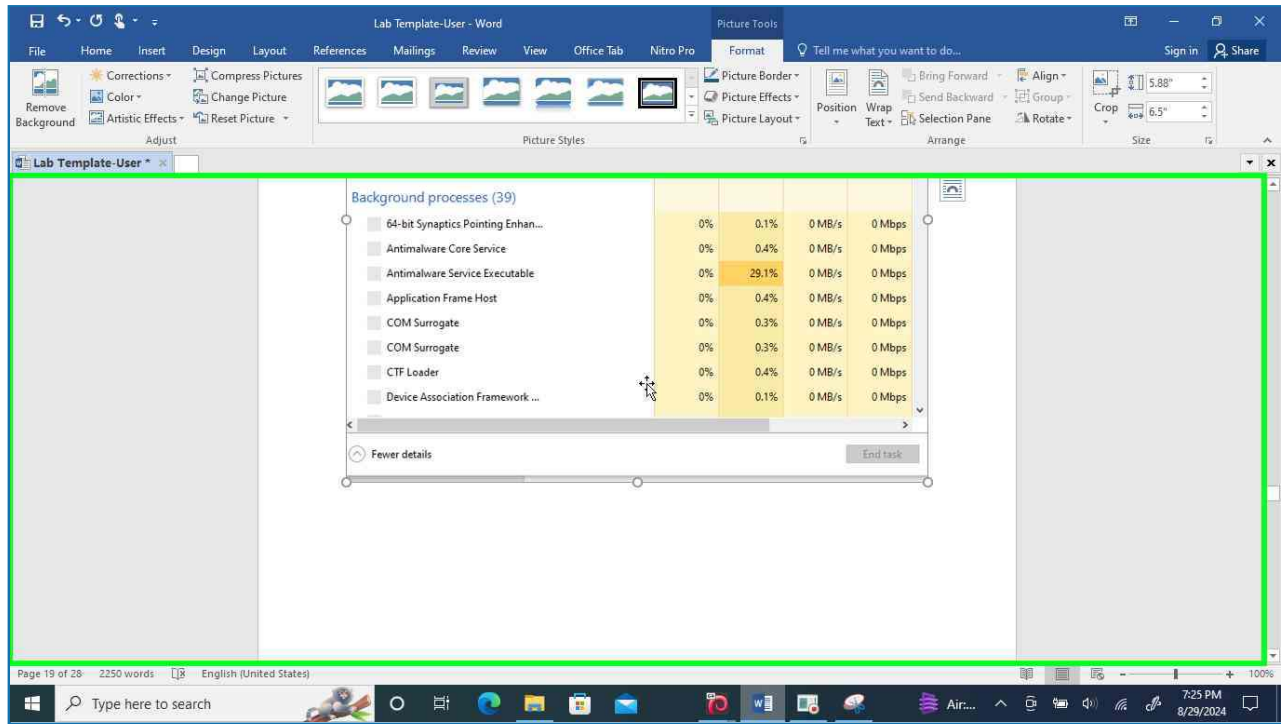 Lab Template-User - Word
Picture Tools
File Home Insert Design Layout References Mailings Review View Office Tab Nitro Pro Format Tell me what you want to do... Sign in Share
Remove Background
Corrections
Color
Artistic Effects
Compress Pictures
Change Picture
Reset Picture
Adjust
Picture Styles
Picture Border
Picture Effects
Picture Layout
Position
Wrap Text
Bring Forward
Send Backward
Selection Pane
Align
Group
Rotate
Arrange
Crop
5.88"
6.5"
Size
Lab Template-User *
Background processes (39)
64-bit Synaptics Pointing Enhan... 0% 0.1% 0 MB/s 0 Mbps
Antimalware Core Service 0% 0.4% 0 MB/s 0 Mbps
Antimalware Service Executable 0% 29.1% 0 MB/s 0 Mbps
Application Frame Host 0% 0.4% 0 MB/s 0 Mbps
COM Surrogate 0% 0.3% 0 MB/s 0 Mbps
COM Surrogate 0% 0.3% 0 MB/s 0 Mbps
CTF Loader 0% 0.4% 0 MB/s 0 Mbps
Device Association Framework ... 0% 0.1% 0 MB/s 0 Mbps
Fewer details End task
Page 19 of 28 2250 words English (United States) 100%
Type here to search
Air:...
7:25 PM
8/29/2024